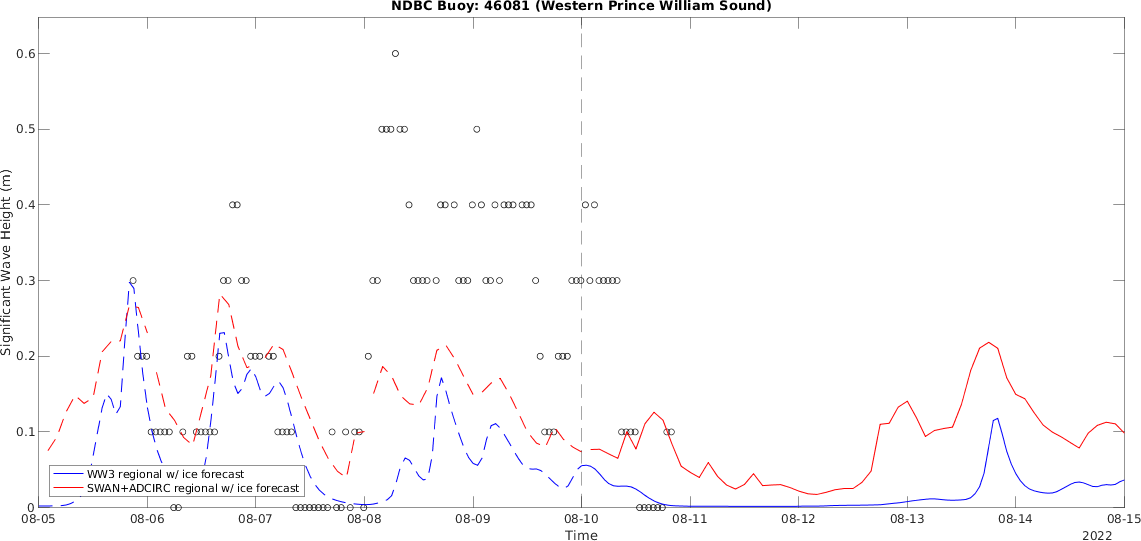 NDBC Buoy: 46081 (Western Prince William Sound)
Significant Wave Height (m)
0.6
0.5
0.4
0.3
0.2
0.1
0
WW3 regional w/ ice forecast
SWAN+ADCIRC regional w/ ice forecast
08-05 08-06 08-07 08-08 08-09 08-10 08-11 08-12 08-13 08-14 08-15
Time
2022